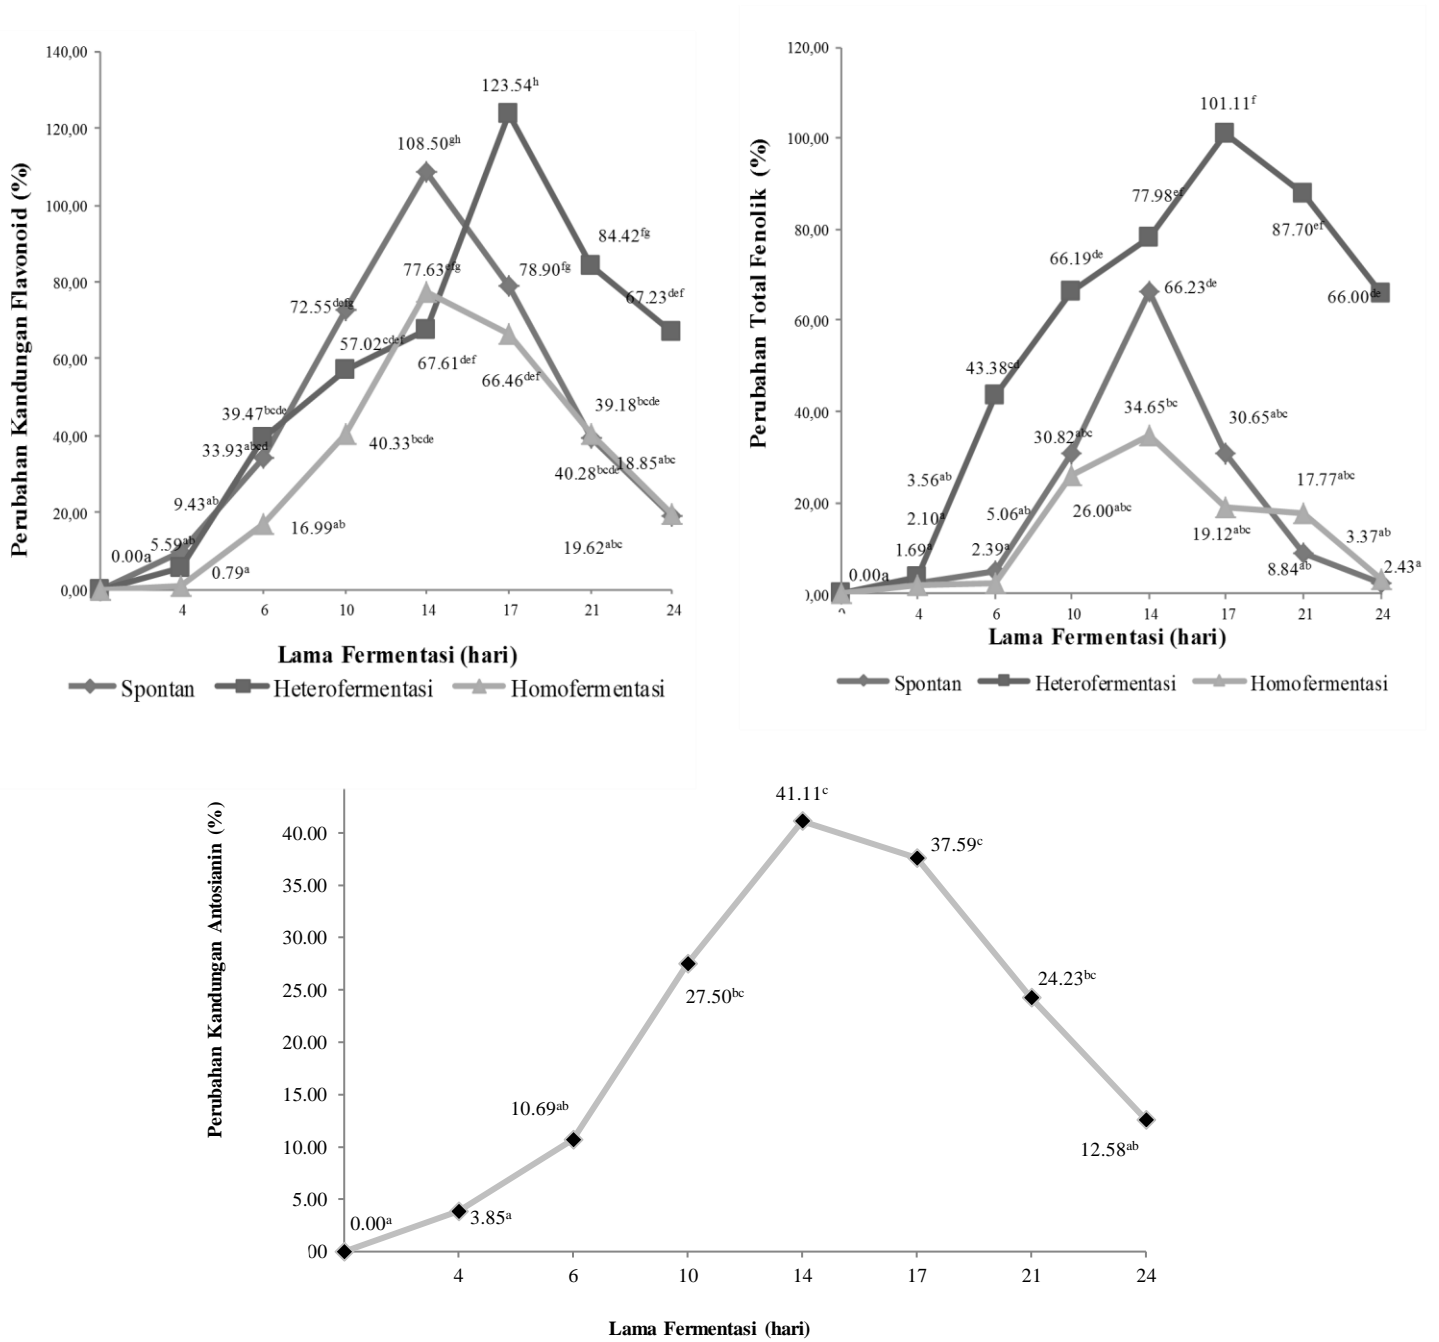 Perubahan Kandungan Flavonoid (%)
140,00
120,00
100,00
80,00
60,00
40,00
20,00
0,00
123.54h
108.50gh
84.42fg
77.63efg
78.90fg
67.23def
72.55defg
57.02cdef
67.61def
66.46def
39.47bcde
39.18bcde
33.93abcd
40.33bcde
40.28bcde
18.85abc
9.43ab
16.99ab
5.59ab
19.62abc
0.00a
0.79a
4 6 10 14 17 21 24
Lama Fermentasi (hari)
Spontan Heterofermentasi Homofermentasi
Perubahan Total Fenolik (%)
120,00
100,00
80,00
60,00
40,00
20,00
),00
101.11f
77.98ef
87.70ef
66.19de
66.23de
66.00de
43.38cd
34.65bc
30.65abc
30.82abc
3.56ab
17.77abc
2.10a
5.06ab
26.00abc
19.12abc
3.37ab
1.69a
2.39a
8.84ab
2.43a
0.00a
4 6 10 14 17 21 24
Lama Fermentasi (hari)
Spontan Heterofermentasi Homofermentasi
Perubahan Kandungan Antosianin (%)
40.00
35.00
30.00
25.00
20.00
15.00
10.00
5.00
00
41.11c
37.59c
27.50bc
24.23bc
10.69ab
12.58ab
0.00a
3.85a
4 6 10 14 17 21 24
Lama Fermentasi (hari)